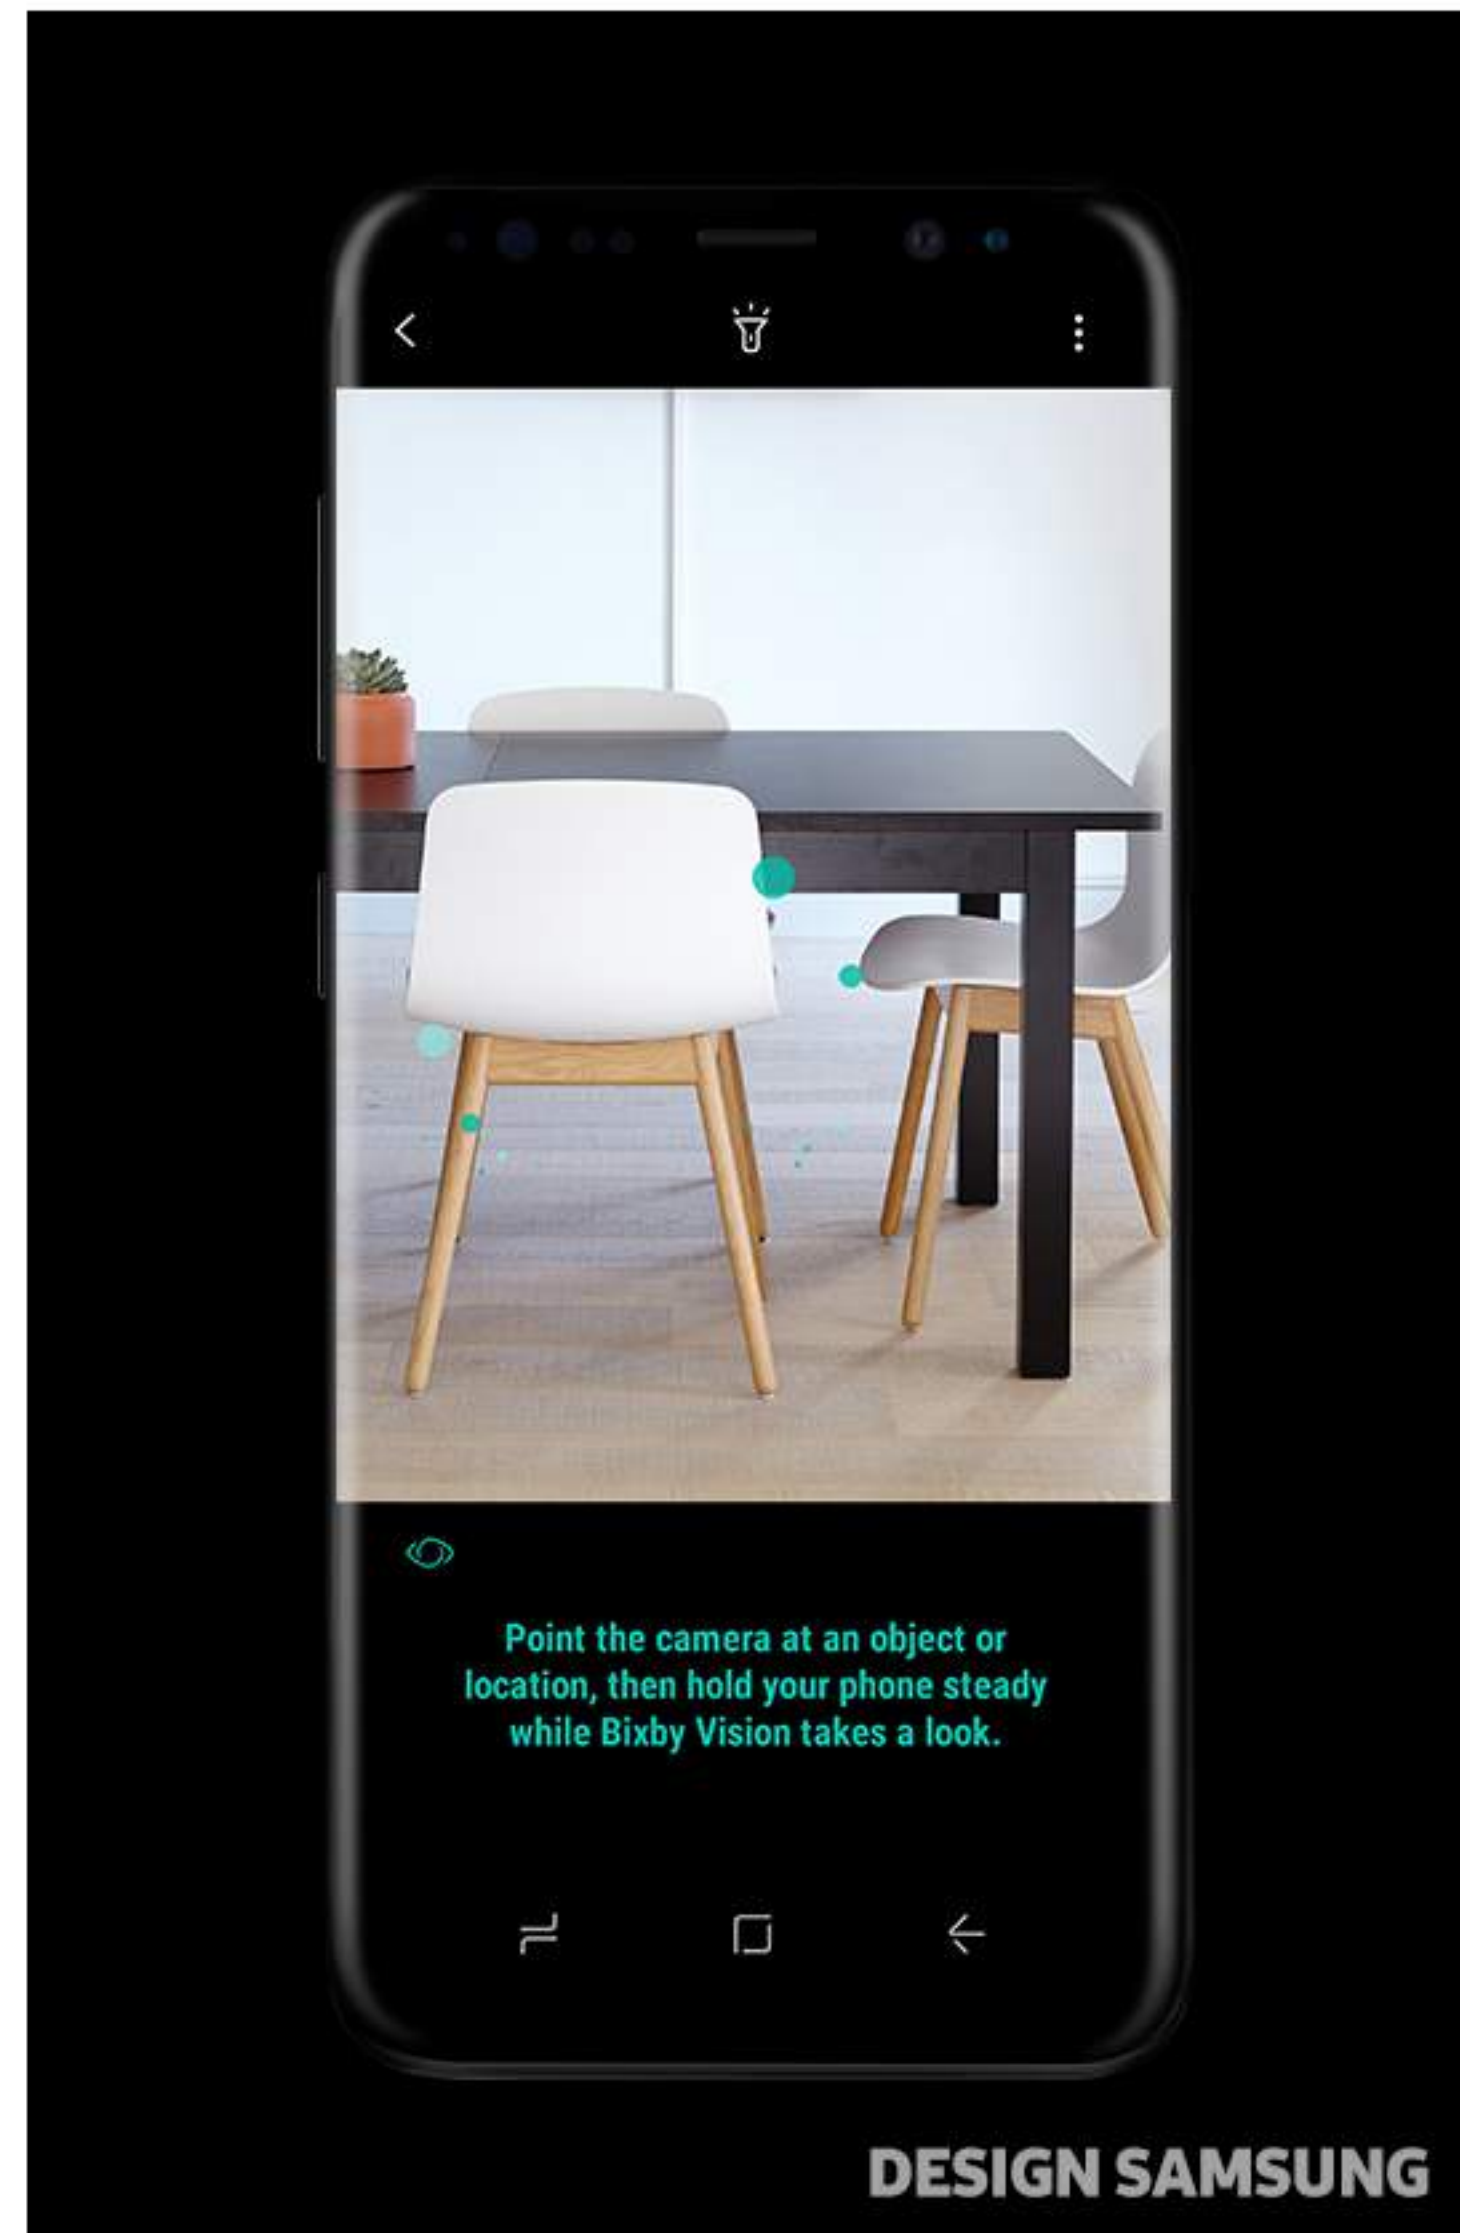 Point the camera at an object or
location, then hold your phone steady
while Bixby Vision takes a look.
DESIGN SAMSUNG